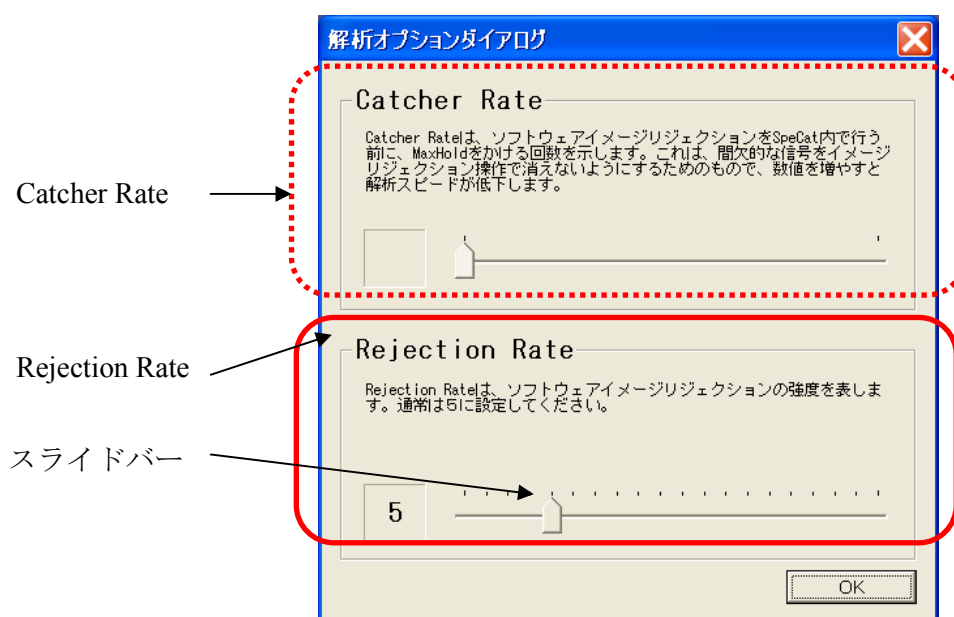 解析オプションダイアログ
Catcher Rate
Catcher Rateは、ソフトウェアイメージリジェクションをSpeCat内で行う
前に、MaxHoldをかける回数を示します。これは、間欠的な信号をイメージ
リジェクション操作で消えないようにするためのもので、数値を増やすと
解析スピードが低下します。
Catcher Rate
Rejection Rate
Rejection Rate
Rejection Rateは、ソフトウェアイメージリジェクションの強度を表しま
す。通常は5に設定してください。
スライドバー
5
OK